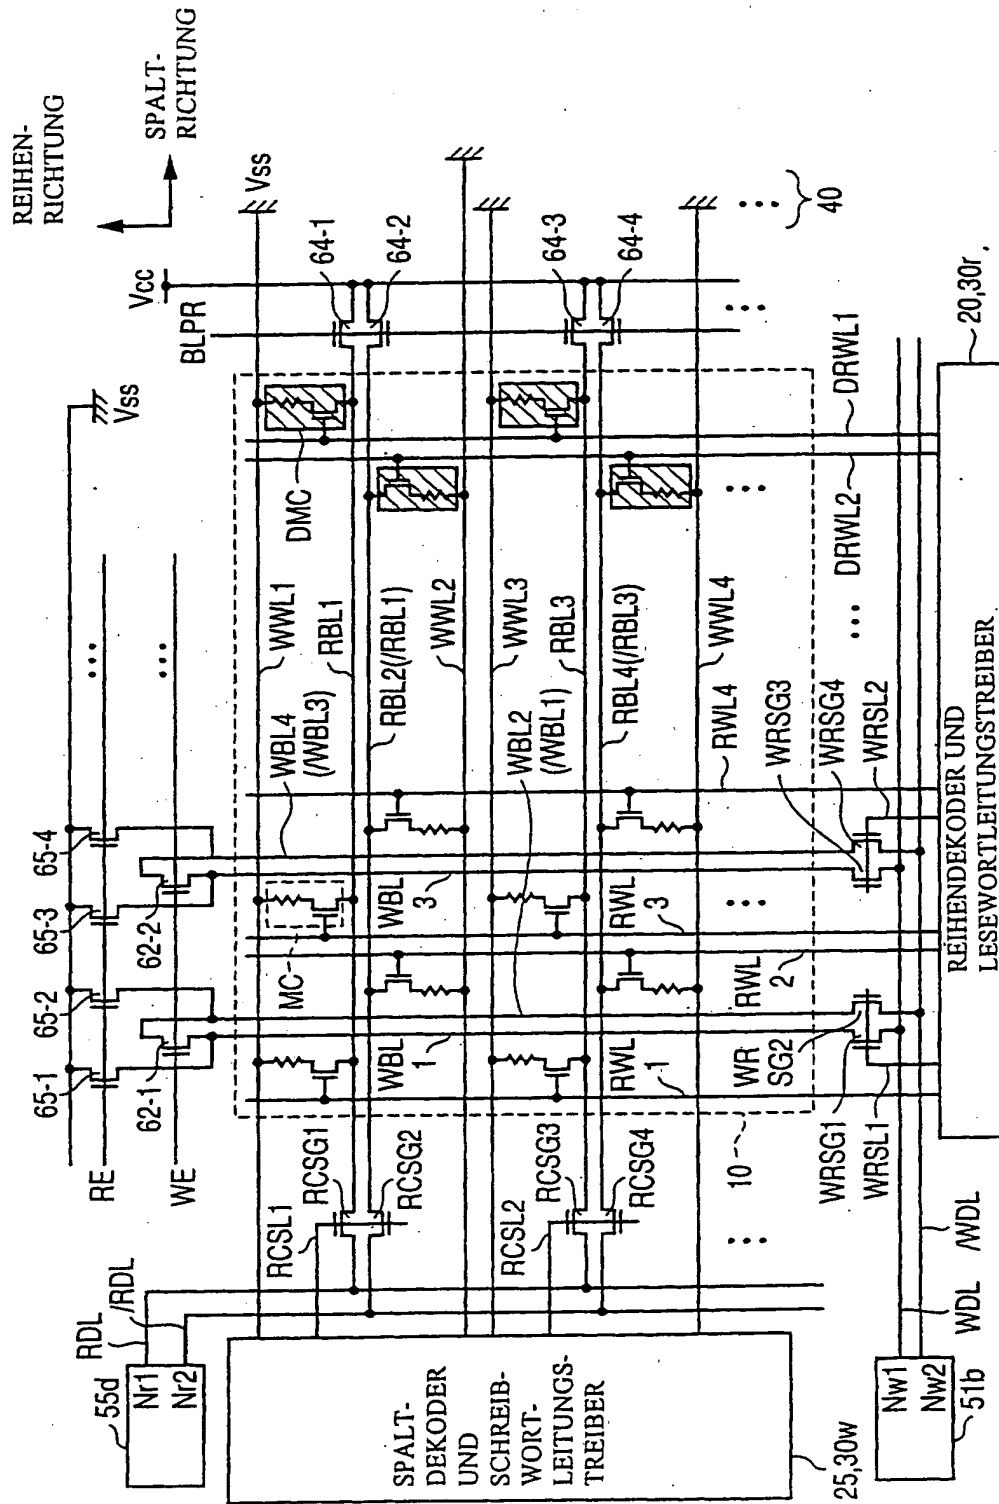 REIHEN-
RICHTUNG
SPALT-
RICHTUNG
Vcc
BLPR
Vss
RE
WE
65-1
65-2
65-3
65-4
62-1
62-2
...
...
Vss
64-1
64-2
64-3
64-4
...
40
RDL
/RDL
55d
Nr1
Nr2
RCSL1
RCSG1
RCSG2
RCSL2
RCSG3
RCSG4
...
SPALT-
DEKODER
UND
SCHREIB-
WORT-
LEITUNGS-
TREIBER
25,30w
10
MC
DMC
WWL1
WBL4
(/WBL3)
RBL1
RBL2(/RBL1)
WWL2
WWL3
WBL2
(/WBL1)
RBL3
RBL4(/RBL3)
WWL4
RWL4
WBL
1
WBL
3
RWL
1
RWL
2
RWL
3
WR
SG2
WRSG1
WRSL1
WRSG3
WRSG4
WRSL2
...
...
...
...
DRWL2
DRWL1
20,30r
REIHENDEKODER UND
LESEWORTLEITUNGSTREIBER
WDL
/WDL
Nw1
Nw2
51b